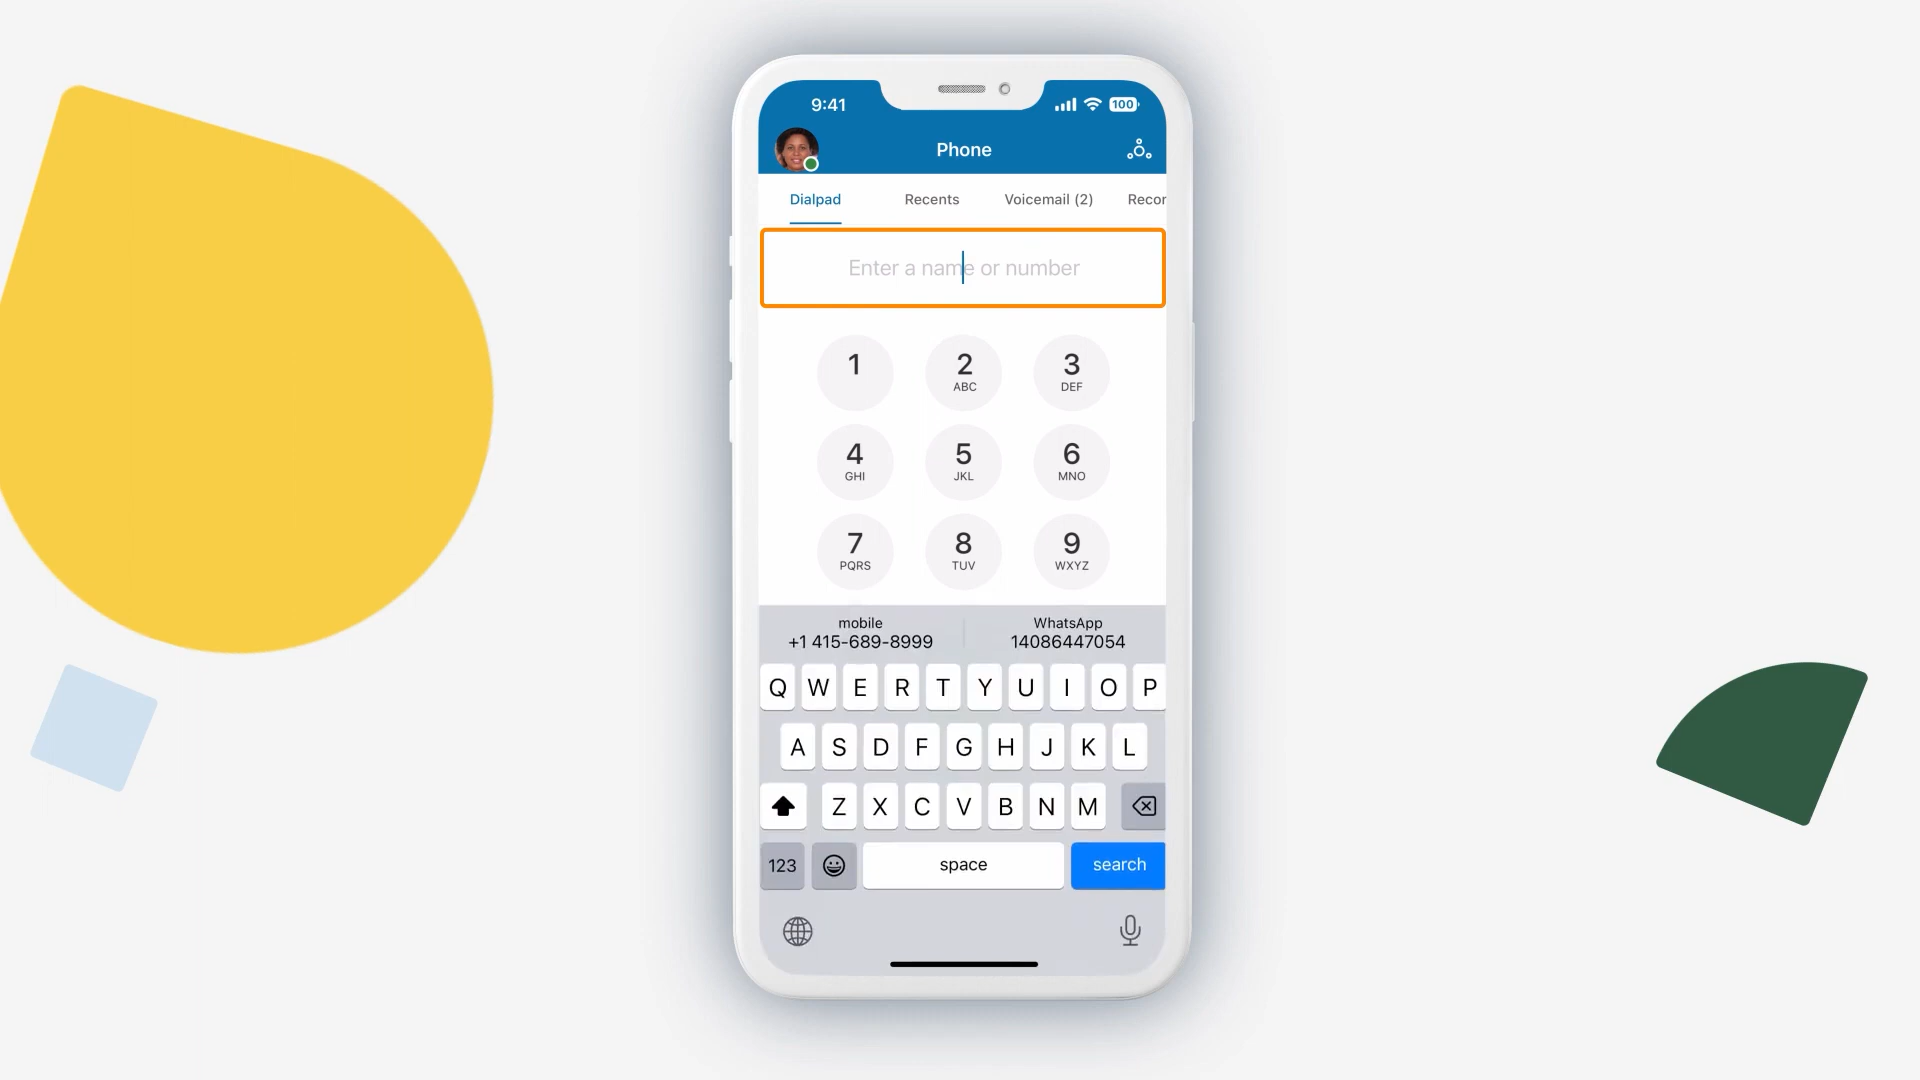 9:41
100
Phone
Dialpad Recents Voicemail (2) Recor
Enter a name or number
1 2 3
ABC DEF
4 5 6
GHI JKL MNO
7 8 9
PQRS TUV WXYZ
mobile WhatsApp
+1 415-689-8999 14086447054
Q W E R T Y U I O P
A S D F G H J K L
Z X C V B N M
123 space search